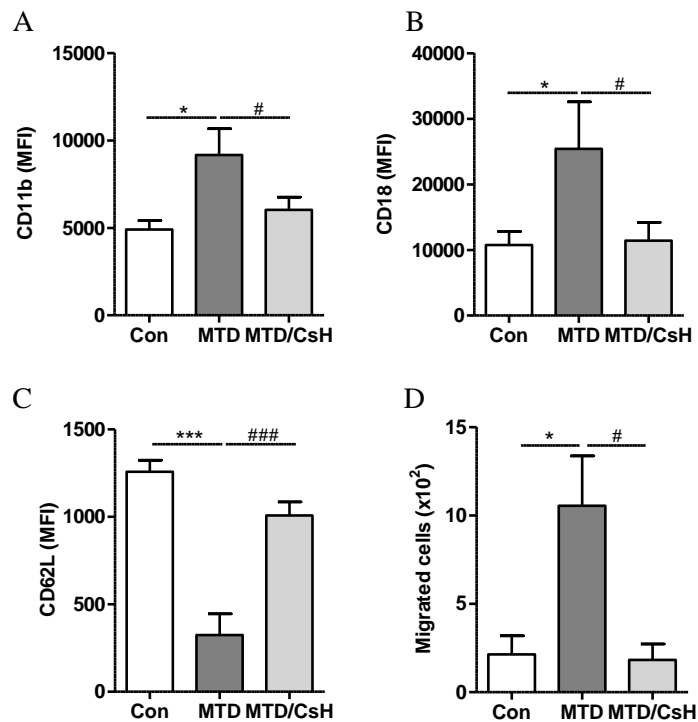 A
CD11b (MFI)
15000
10000
5000
0
* #
Con MTD MTD/CsH
B
CD18 (MFI)
40000
30000
20000
10000
0
* #
Con MTD MTD/CsH
C
CD62L (MFI)
1500
1000
500
0
*** ###
Con MTD MTD/CsH
D
Migrated cells (x10²)
15
10
5
0
* #
Con MTD MTD/CsH